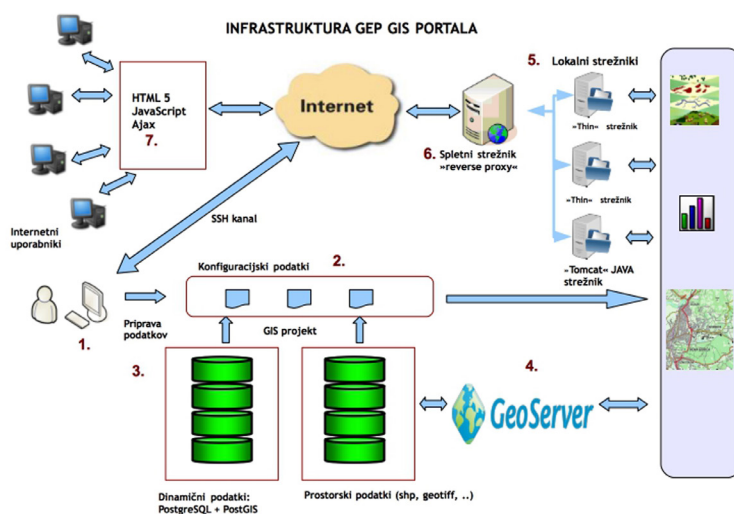 INFRASTRUKTURA GEP GIS PORTALA
HTML 5
JavaScript
Ajax
7.
Internet
5. Lokalni strežniki
»Thin« strežnik
6. Spletni strežnik
»reverse proxy«
»Thin« strežnik
»Tomcat« JAVA
strežnik
Internetni
uporabniki
SSH kanal
2.
Konfiguracijski podatki
1.
Priprava
podatkov
GIS projekt
3.
4.
GeoServer
Dinamični podatki:
PostgreSQL + PostGIS
Prostorski podatki (shp, geotiff, ..)